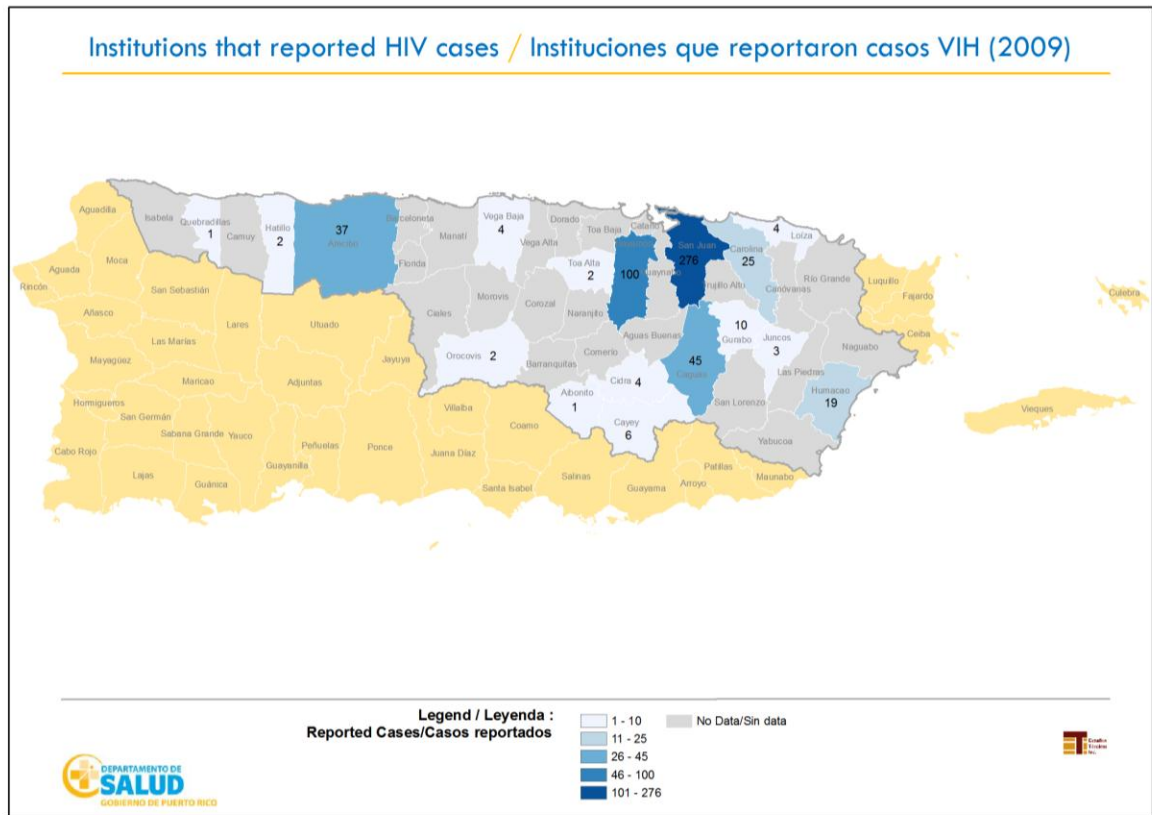 Institutions that reported HIV cases / Instituciones que reportaron casos VIH (2009)
Aguadilla
Isabela
Quebradillas
1
Camuy
Hatillo
2
37
Arecibo
Barceloneta
Manatí
Florida
Vega Baja
4
Vega Alta
Dorado
Toa Baja
Toa Alta
2
Cataño
100
San Juan
276
Carolina
25
4
Loíza
Río Grande
Canóvanas
Luquillo
Fajardo
Ceiba
Culebra
Vieques
Aguada
Moca
Rincón
Añasco
San Sebastián
Lares
Utuado
Ciales
Morovis
Corozal
Naranjito
Aguas Buenas
10
Gurabo
Juncos
3
Naguabo
Las Marías
Mayagüez
Maricao
Adjuntas
Jayuya
Orocovis
2
Barranquitas
Comerío
Cidra
4
45
Caguas
Las Piedras
Humacao
19
San Lorenzo
Aibonito
1
Cayey
6
Yabucoa
Hormigueros
San Germán
Sabana Grande
Yauco
Cabo Rojo
Lajas
Guánica
Guayanilla
Peñuelas
Ponce
Villalba
Juana Díaz
Coamo
Santa Isabel
Salinas
Guayama
Arroyo
Patillas
Maunabo
Legend / Leyenda :
Reported Cases/Casos reportados
1 - 10
11 - 25
26 - 45
46 - 100
101 - 276
No Data/Sin data
DEPARTAMENTO DE
SALUD
GOBIERNO DE PUERTO RICO
Estudios
Técnicos
Inc.